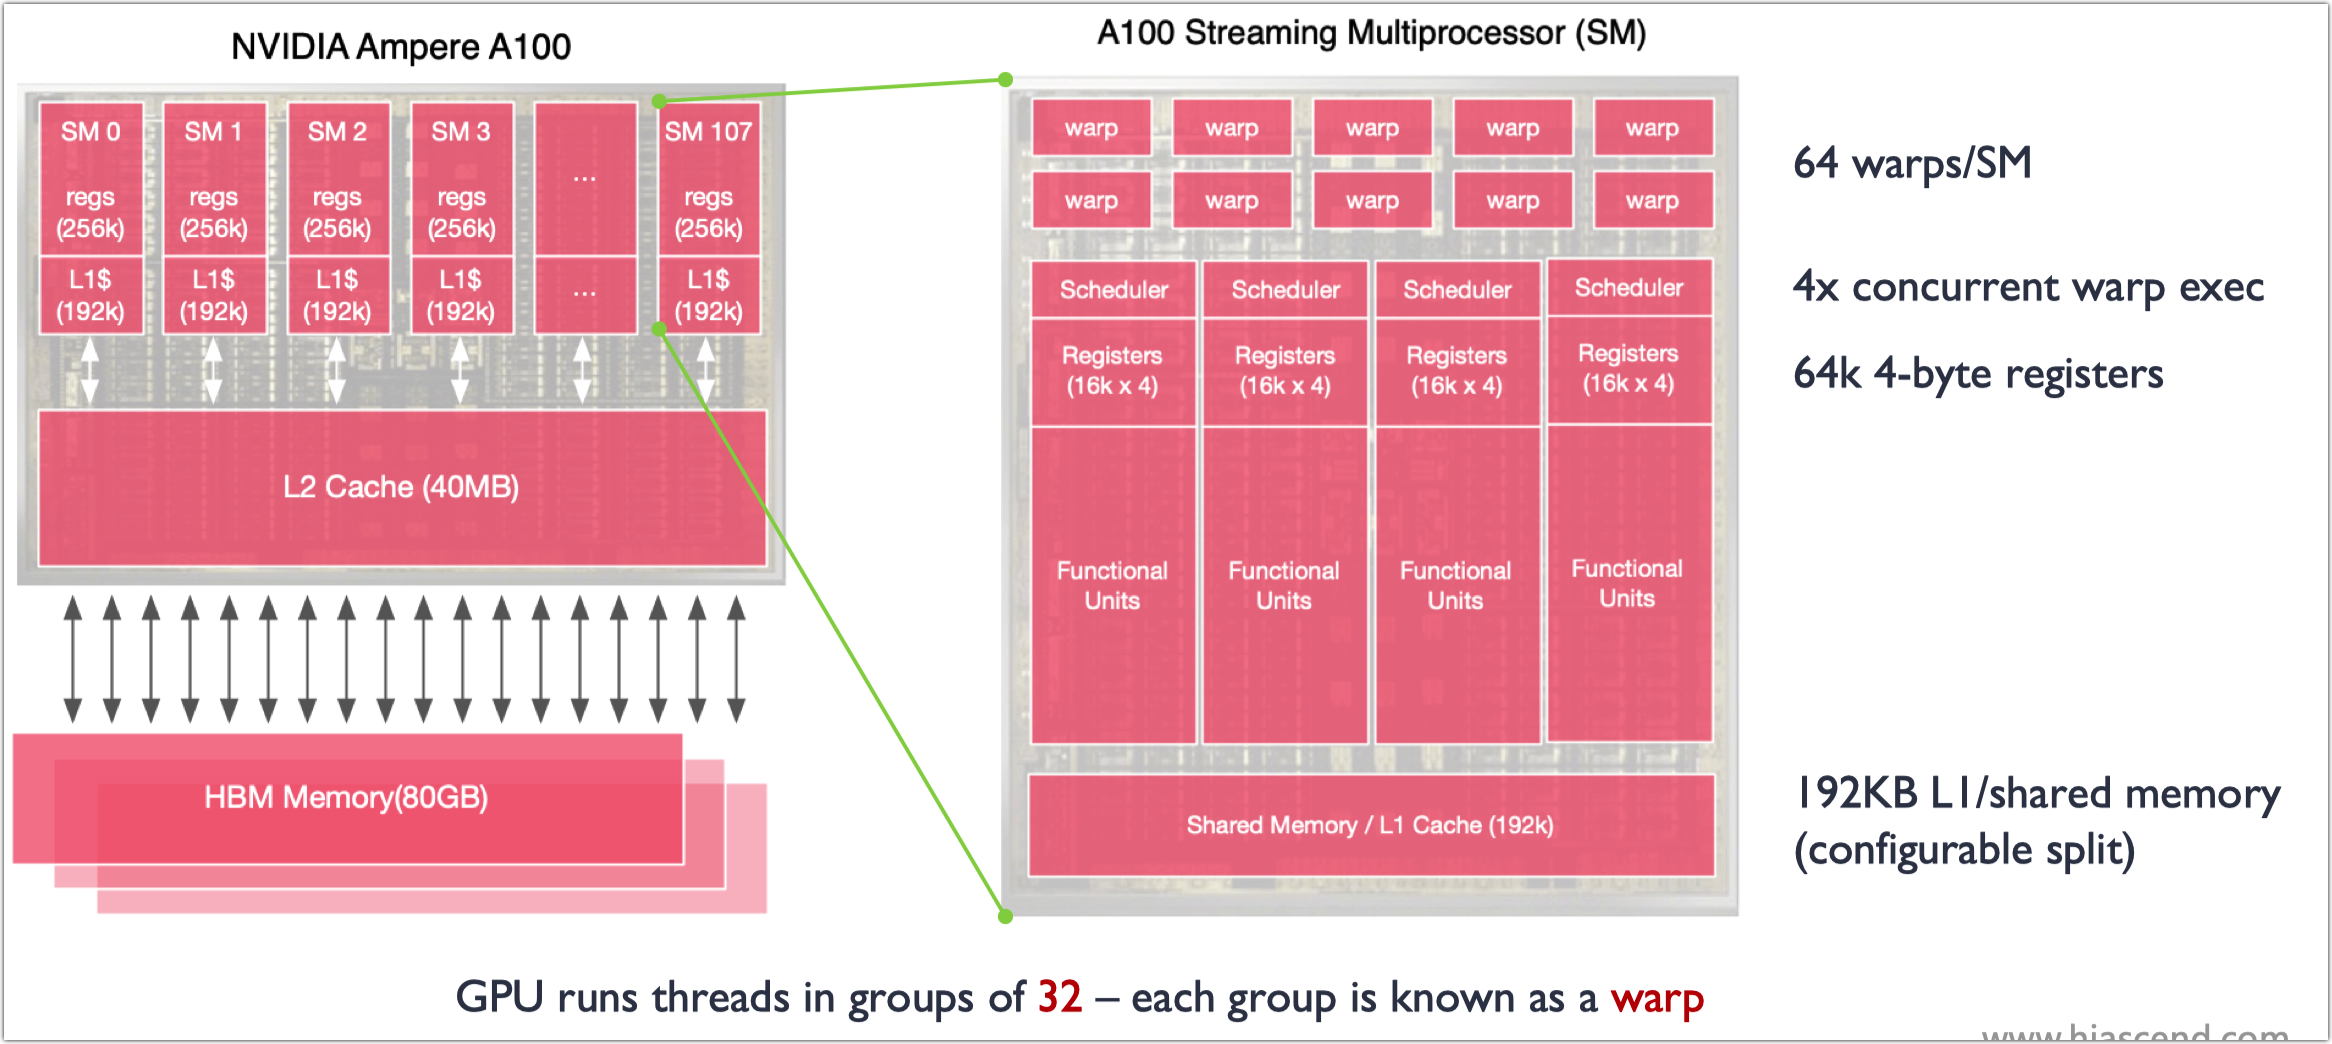 NVIDIA Ampere A100
SM 0
regs
(256k)
L1$
(192k)
SM 1
regs
(256k)
L1$
(192k)
SM 2
regs
(256k)
L1$
(192k)
SM 3
regs
(256k)
L1$
(192k)
...
...
SM 107
regs
(256k)
L1$
(192k)
L2 Cache (40MB)
HBM Memory(80GB)
A100 Streaming Multiprocessor (SM)
warp warp warp warp warp
warp warp warp warp warp
Scheduler
Registers
(16k x 4)
Functional
Units
Scheduler
Registers
(16k x 4)
Functional
Units
Scheduler
Registers
(16k x 4)
Functional
Units
Scheduler
Registers
(16k x 4)
Functional
Units
Shared Memory / L1 Cache (192k)
64 warps/SM
4x concurrent warp exec
64k 4-byte registers
192KB L1/shared memory
(configurable split)
GPU runs threads in groups of 32 – each group is known as a warp
www.hiascend.com